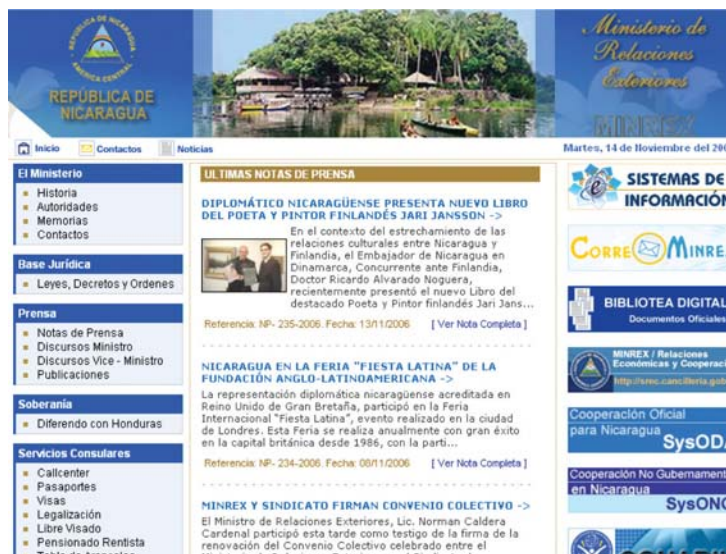 REPÚBLICA DE NICARAGUA
AMERICA CENTRAL
REPÚBLICA DE
NICARAGUA
Ministerio de
Relaciones
Exteriores
MINREX
Inicio
Contactos
Noticias
Martes, 14 de Noviembre del 200
El Ministerio
Historia
Autoridades
Memorias
Contactos
Base Jurídica
Leyes, Decretos y Ordenes
Prensa
Notas de Prensa
Discursos Ministro
Discursos Vice - Ministro
Publicaciones
Soberanía
Diferendo con Honduras
Servicios Consulares
Callcenter
Pasaportes
Visas
Legalización
Libre Visado
Pensionado Rentista
ULTIMAS NOTAS DE PRENSA
DIPLOMÁTICO NICARAGÜENSE PRESENTA NUEVO LIBRO
DEL POETA Y PINTOR FINLANDÉS JARI JANSSON ->
En el contexto del estrechamiento de las
relaciones culturales entre Nicaragua y
Finlandia, el Embajador de Nicaragua en
Dinamarca, Concurrente ante Finlandia,
Doctor Ricardo Alvarado Noguera,
recientemente presentó el nuevo Libro del
destacado Poeta y Pintor finlandés Jari Jans...
Referencia: NP- 235-2006. Fecha: 13/11/2006 [ Ver Nota Completa ]
NICARAGUA EN LA FERIA "FIESTA LATINA" DE LA
FUNDACIÓN ANGLO-LATINOAMERICANA ->
La representación diplomática nicaragüense acreditada en
Reino Unido de Gran Bretaña, participó en la Feria
Internacional "Fiesta Latina", evento realizado en la ciudad
de Londres. Esta Feria se realiza anualmente con gran éxito
en la capital británica desde 1986, con la parti...
Referencia: NP- 234-2006. Fecha: 08/11/2006 [ Ver Nota Completa ]
MINREX Y SINDICATO FIRMAN CONVENIO COLECTIVO ->
El Ministro de Relaciones Exteriores, Lic. Norman Caldera
Cardenal participó esta tarde como testigo de la firma de la
renovación del Convenio Colectivo celebrado entre el
SISTEMAS DE
INFORMACIÓN
CORRE MINRE
BIBLIOTEA DIGITAL
Documentos Oficiales
MINREX / Relaciones
Económicas y Cooperaci
http://srec.cancilleria.gob
Cooperación Oficial
para Nicaragua
SysOD
Cooperación No Gubernament
en Nicaragua
SysON